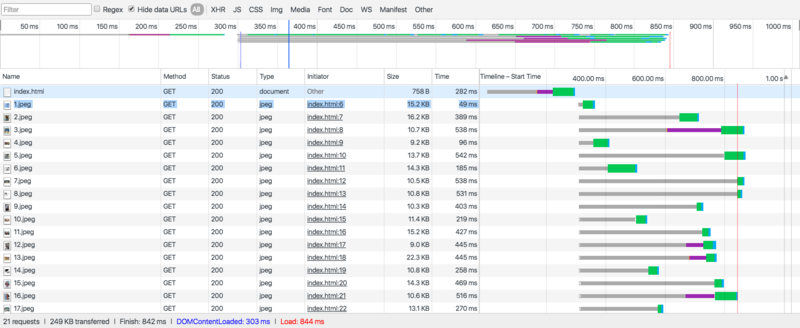 Filter Regex Hide data URLs All XHR JS CSS Img Media Font Doc WS Manifest Other
50 ms 100 ms 150 ms 200 ms 250 ms 300 ms 350 ms 400 ms 450 ms 500 ms 550 ms 600 ms 650 ms 700 ms 750 ms 800 ms 850 ms 900 ms 950 ms 1000 ms
Name Method Status Type Initiator Size Time Timeline – Start Time 400.00 ms 600.00 ms 800.00 ms 1.00 s
index.html GET 200 document Other 758 B 282 ms
1.jpeg GET 200 jpeg index.html:6 15.2 KB 49 ms
2.jpeg GET 200 jpeg index.html:7 16.2 KB 389 ms
3.jpeg GET 200 jpeg index.html:8 10.7 KB 538 ms
4.jpeg GET 200 jpeg index.html:9 9.2 KB 96 ms
5.jpeg GET 200 jpeg index.html:10 13.7 KB 542 ms
6.jpeg GET 200 jpeg index.html:11 14.3 KB 185 ms
7.jpeg GET 200 jpeg index.html:12 10.5 KB 538 ms
8.jpeg GET 200 jpeg index.html:13 10.8 KB 531 ms
9.jpeg GET 200 jpeg index.html:14 10.3 KB 403 ms
10.jpeg GET 200 jpeg index.html:15 11.4 KB 219 ms
11.jpeg GET 200 jpeg index.html:16 15.2 KB 427 ms
12.jpeg GET 200 jpeg index.html:17 9.0 KB 445 ms
13.jpeg GET 200 jpeg index.html:18 22.3 KB 445 ms
14.jpeg GET 200 jpeg index.html:19 10.8 KB 258 ms
15.jpeg GET 200 jpeg index.html:20 14.3 KB 469 ms
16.jpeg GET 200 jpeg index.html:21 10.6 KB 516 ms
17.jpeg GET 200 jpeg index.html:22 13.1 KB 270 ms
21 requests | 249 KB transferred | Finish: 842 ms | DOMContentLoaded: 303 ms | Load: 844 ms